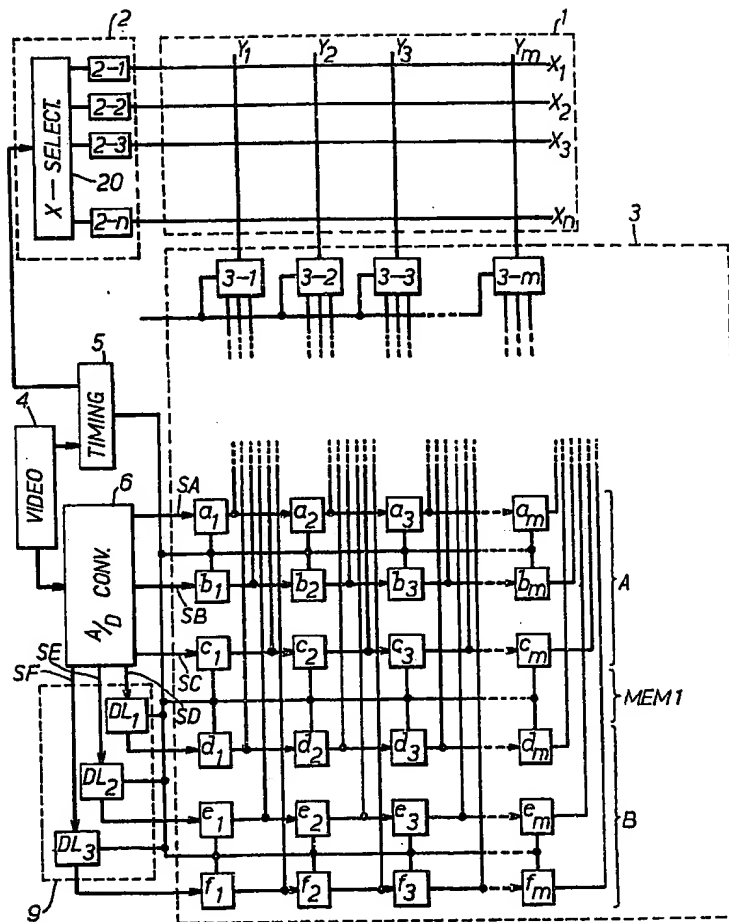 2
1
2-1
2-2
2-3
2-n
X — SELECT.
20
Y1
Y2
Y3
Ym
X1
X2
X3
Xn
3
3-1
3-2
3-3
3-m
5
TIMING
4
VIDEO
6
A/D CONV.
SA
SB
SC
SD
SE
SF
a1
a2
a3
am
b1
b2
b3
bm
c1
c2
c3
cm
A
MEM1
DL1
d1
d2
d3
dm
DL2
e1
e2
e3
em
B
DL3
f1
f2
f3
fm
9